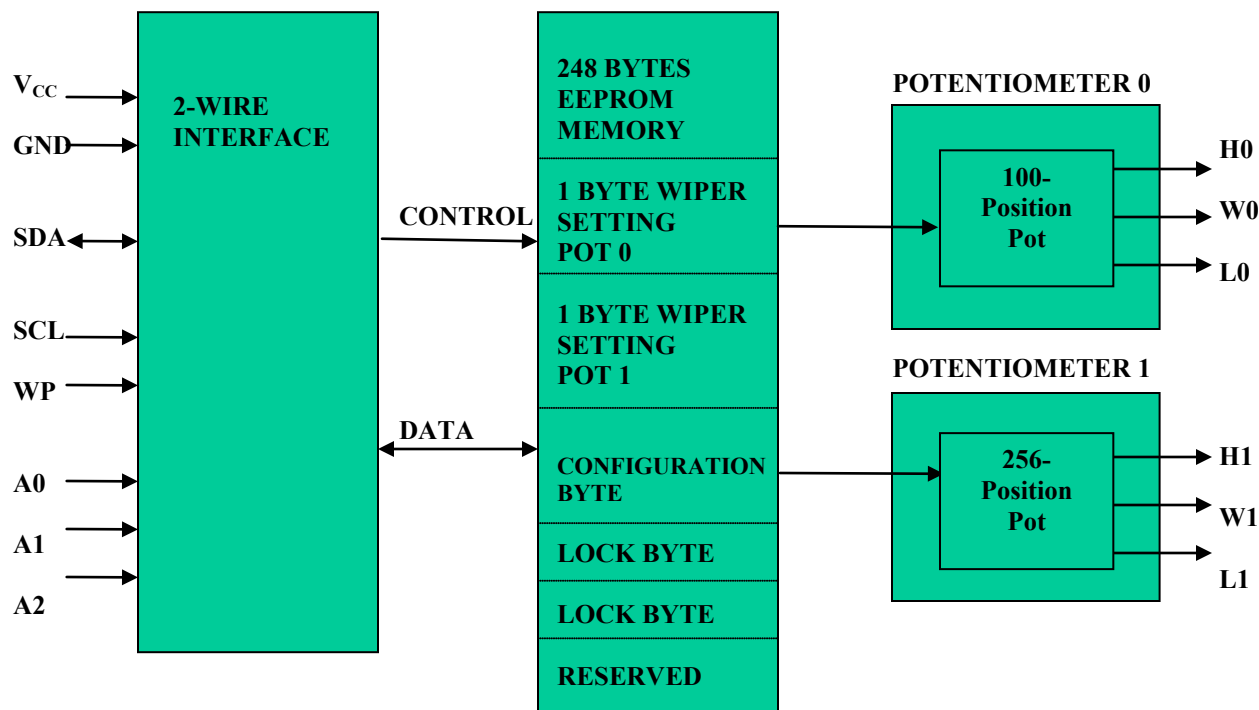 V_CC
GND
SDA
SCL
WP
A0
A1
A2
2-WIRE
INTERFACE
CONTROL
DATA
248 BYTES
EEPROM
MEMORY
1 BYTE WIPER
SETTING
POT 0
1 BYTE WIPER
SETTING
POT 1
CONFIGURATION
BYTE
LOCK BYTE
LOCK BYTE
RESERVED
POTENTIOMETER 0
100-
Position
Pot
H0
W0
L0
POTENTIOMETER 1
256-
Position
Pot
H1
W1
L1